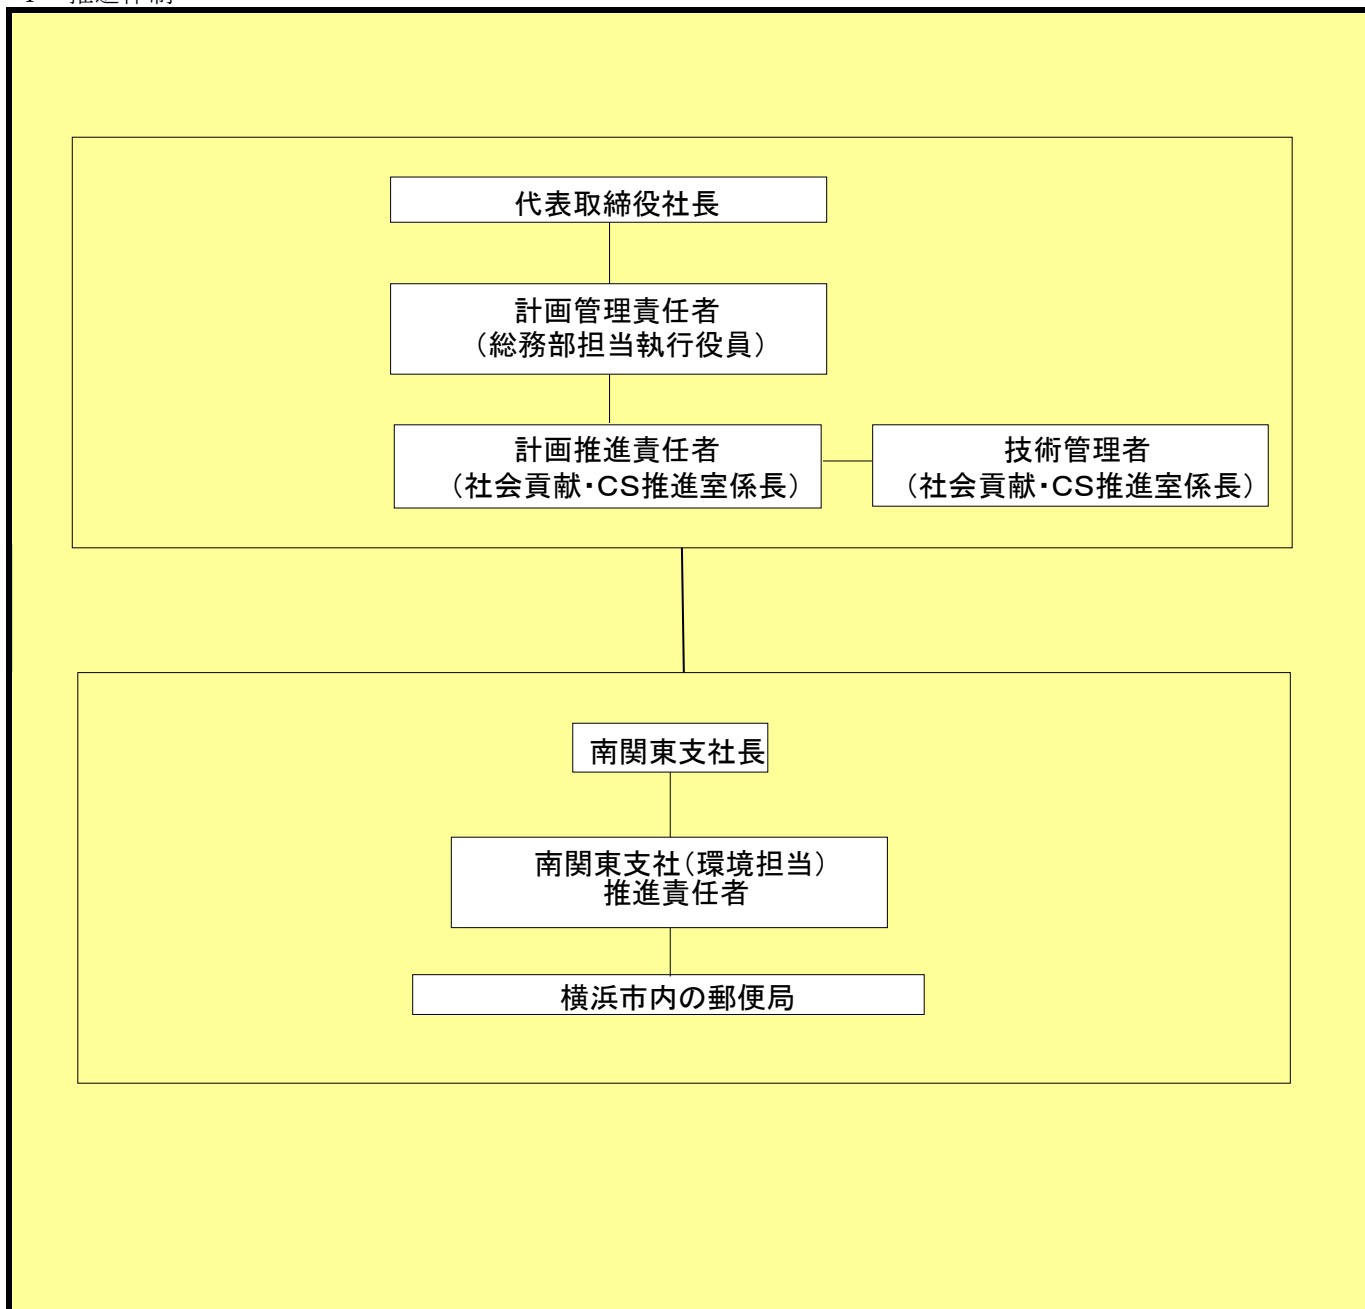 代表取締役社長
計画管理責任者
（総務部担当執行役員）
計画推進責任者
（社会貢献・CS推進室係長）
技術管理者
（社会貢献・CS推進室係長）
南関東支社長
南関東支社（環境担当）
推進責任者
横浜市内の郵便局